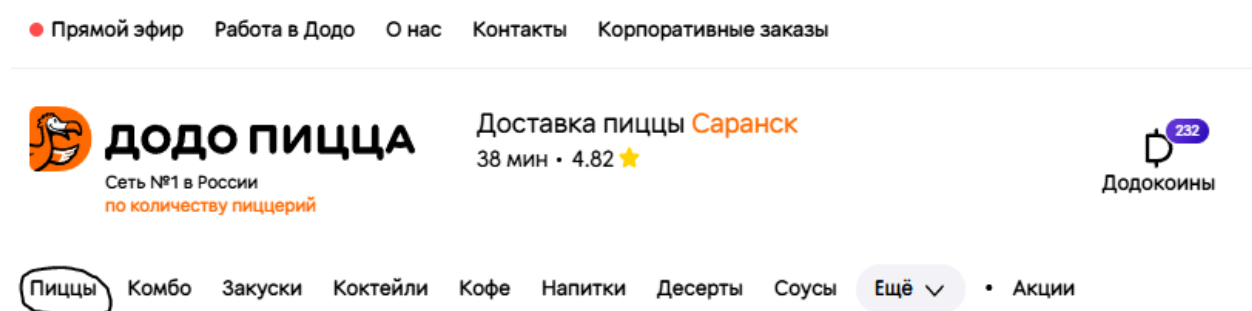 Прямой эфир Работа в Додо О нас Контакты Корпоративные заказы
ДОДО ПИЦЦА
Сеть №1 в России
по количеству пиццерий
Доставка пиццы Саранск
38 мин • 4.82
232
Додокоины
Пиццы Комбо Закуски Коктейли Кофе Напитки Десерты Соусы Ещё • Акции